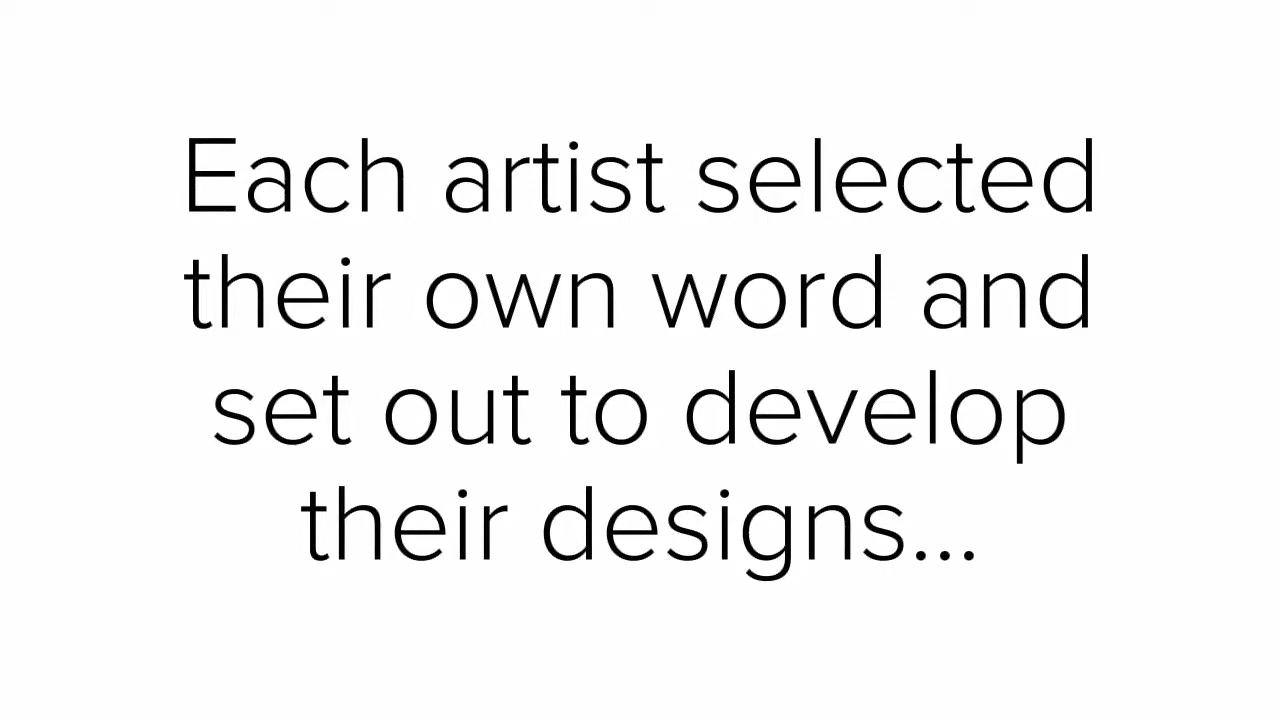 Each artist selected
their own word and
set out to develop
their designs...